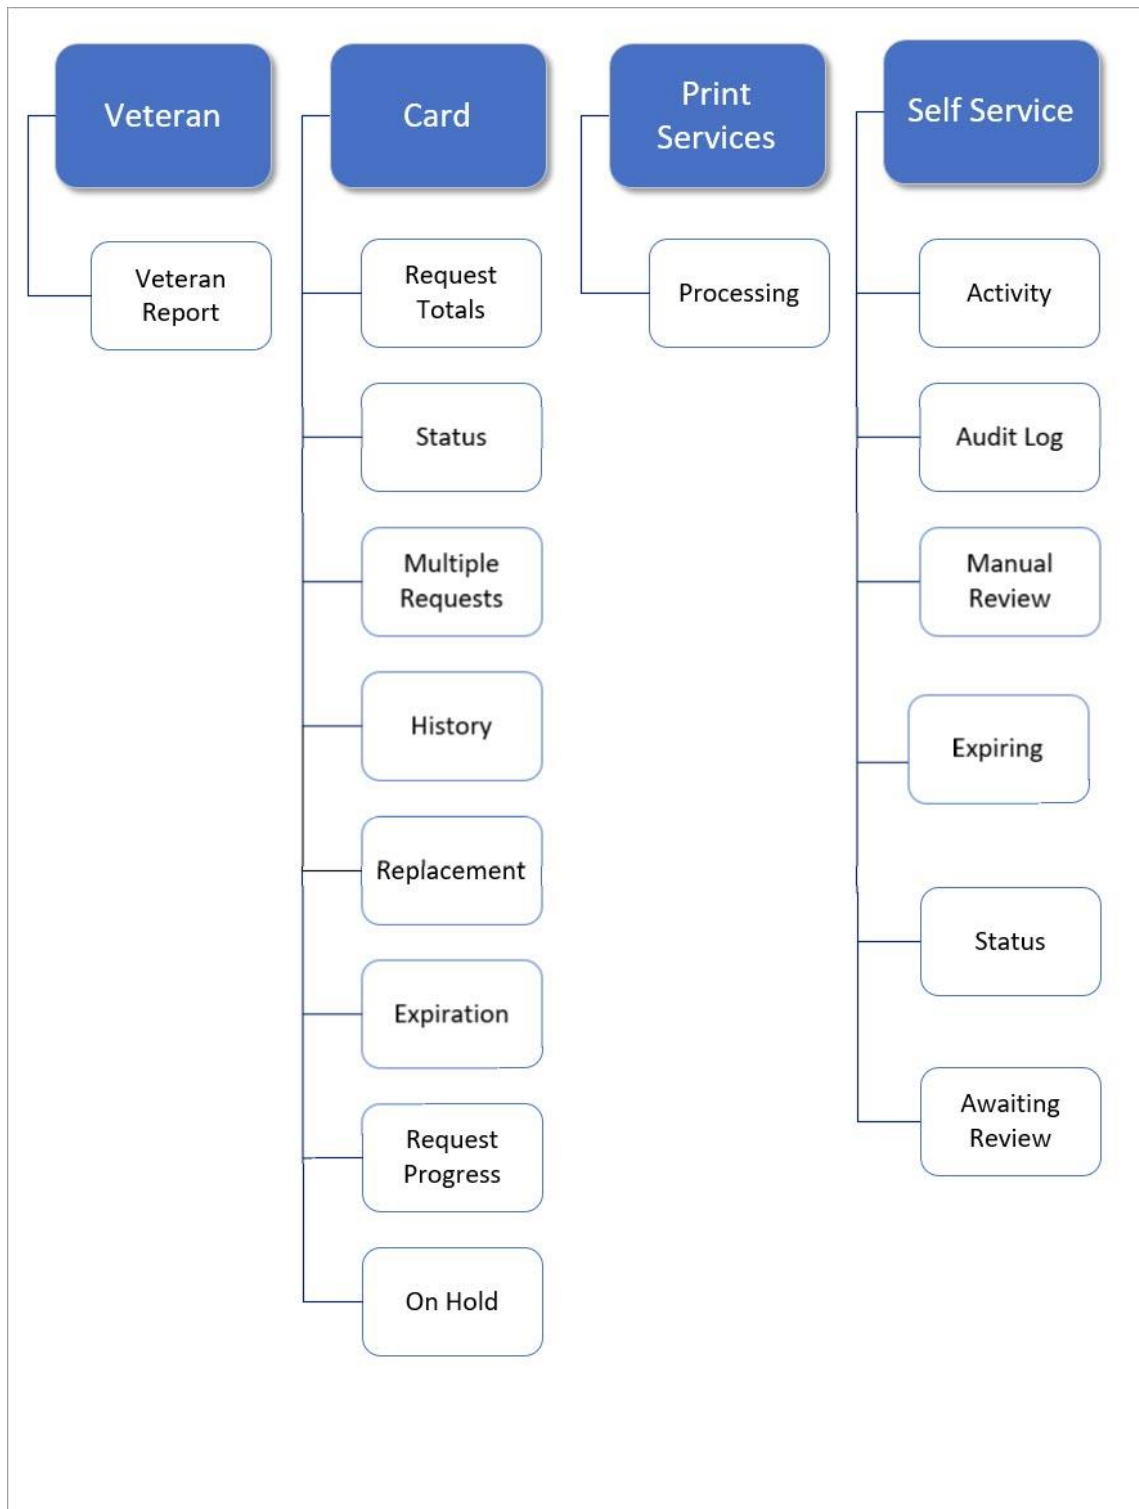 Veteran
Veteran
Report
Card
Request
Totals
Status
Multiple
Requests
History
Replacement
Expiration
Request
Progress
On Hold
Print
Services
Processing
Self Service
Activity
Audit Log
Manual
Review
Expiring
Status
Awaiting
Review